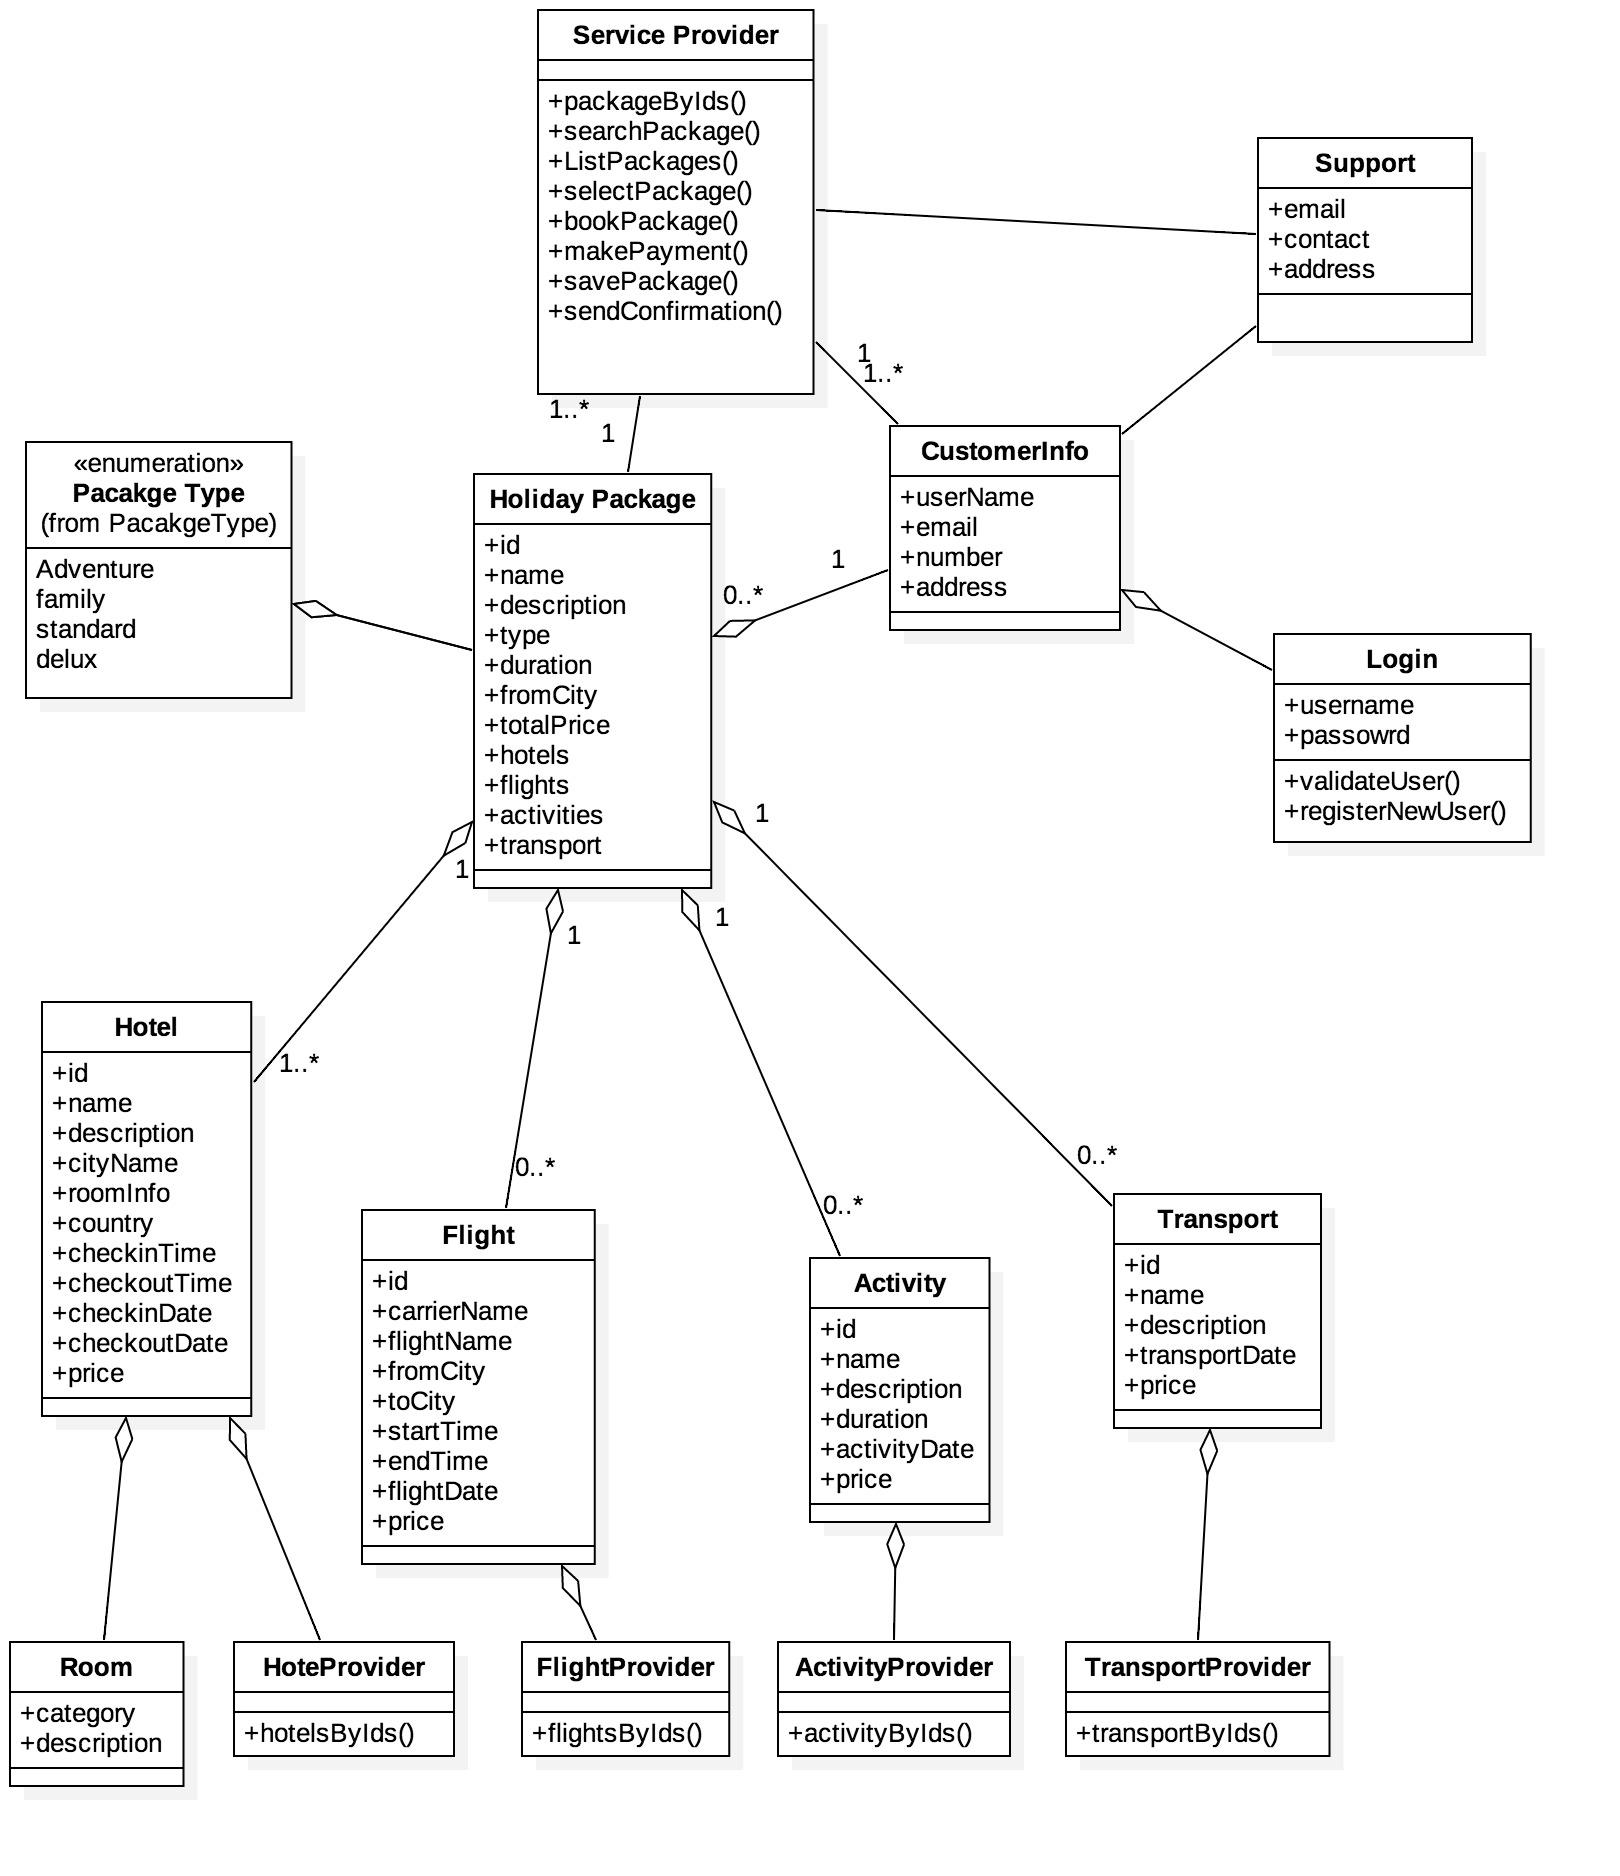 Service Provider
+packageByIds()
+searchPackage()
+ListPackages()
+selectPackage()
+bookPackage()
+makePayment()
+savePackage()
+sendConfirmation()
Support
+email
+contact
+address
1
1..*
1..*
1
CustomerInfo
+userName
+email
+number
+address
«enumeration»
Pacakge Type
(from PacakgeType)
Adventure
family
standard
delux
Holiday Package
+id
+name
+description
+type
+duration
+fromCity
+totalPrice
+hotels
+flights
+activities
+transport
1
0..*
Login
+username
+passowrd
+validateUser()
+registerNewUser()
1
1
1
1
1..*
0..*
0..*
0..*
Hotel
+id
+name
+description
+cityName
+roomInfo
+country
+checkinTime
+checkoutTime
+checkinDate
+checkoutDate
+price
Flight
+id
+carrierName
+flightName
+fromCity
+toCity
+startTime
+endTime
+flightDate
+price
Activity
+id
+name
+description
+duration
+activityDate
+price
Transport
+id
+name
+description
+transportDate
+price
Room
+category
+description
HoteProvider
+hotelsByIds()
FlightProvider
+flightsByIds()
ActivityProvider
+activityByIds()
TransportProvider
+transportByIds()